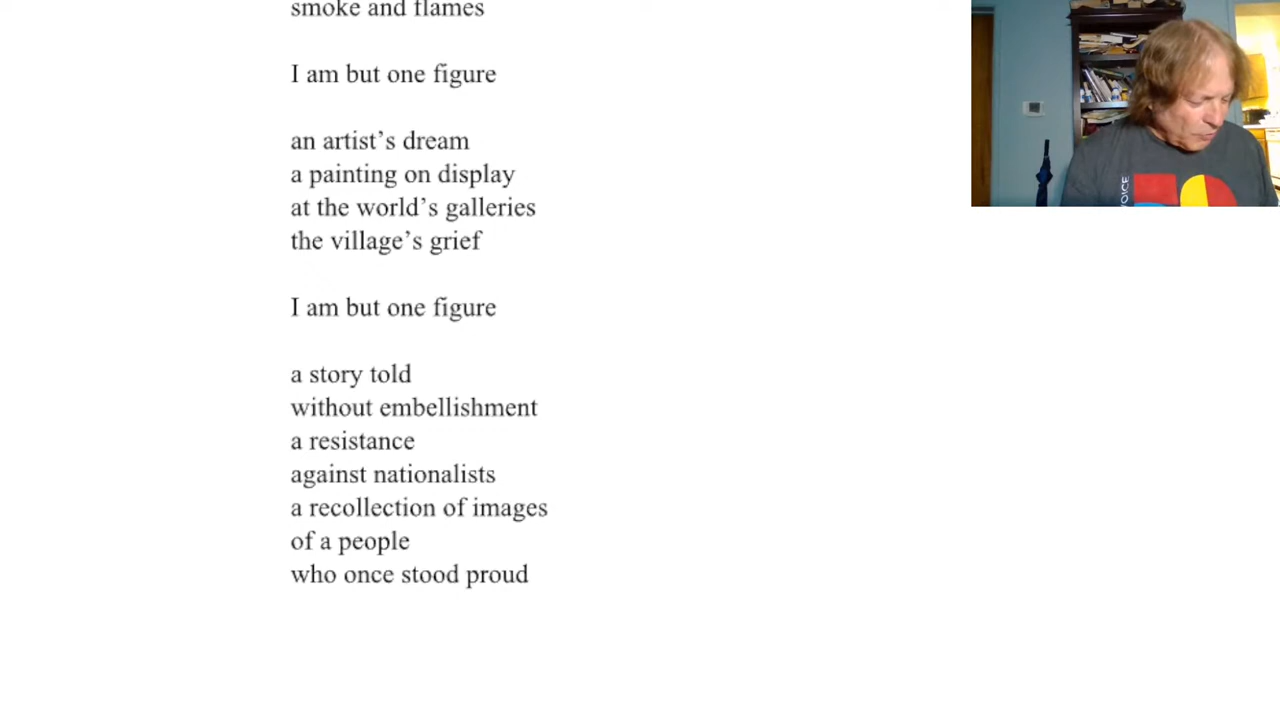 smoke and flames
I am but one figure
an artist’s dream
a painting on display
at the world’s galleries
the village’s grief
I am but one figure
a story told
without embellishment
a resistance
against nationalists
a recollection of images
of a people
who once stood proud
VOICE